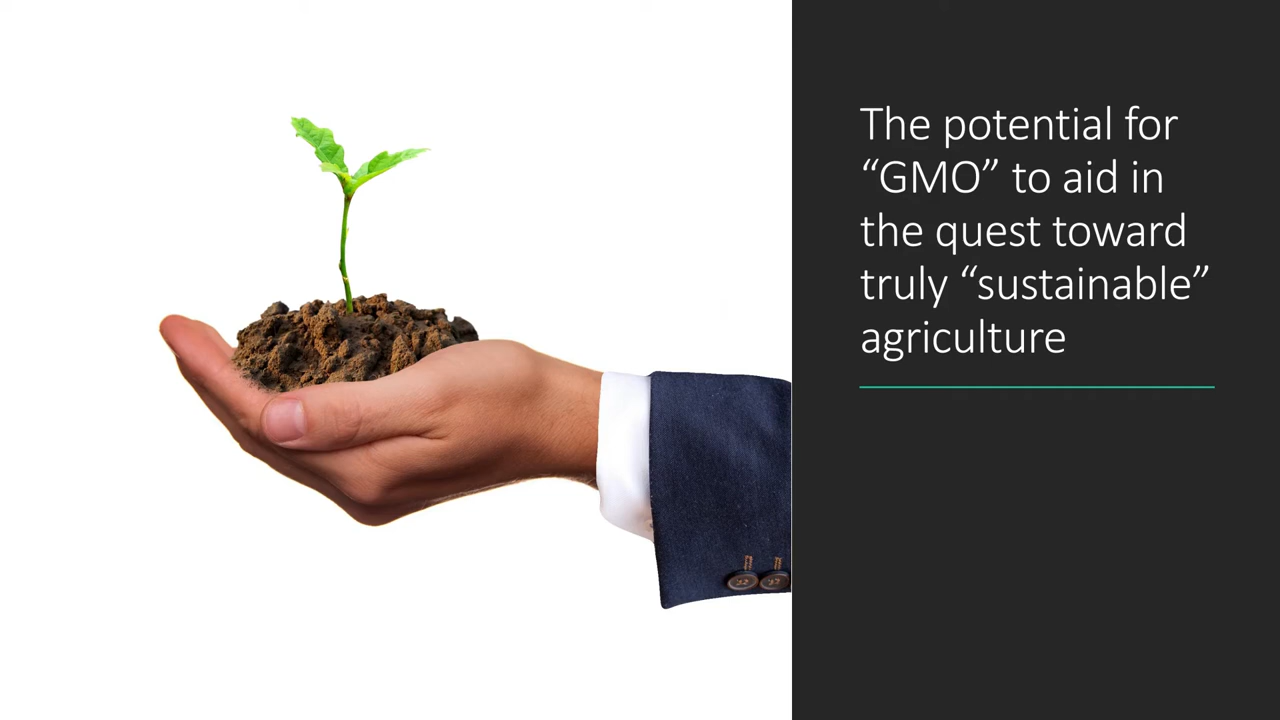 The potential for
“GMO” to aid in
the quest toward
truly “sustainable”
agriculture